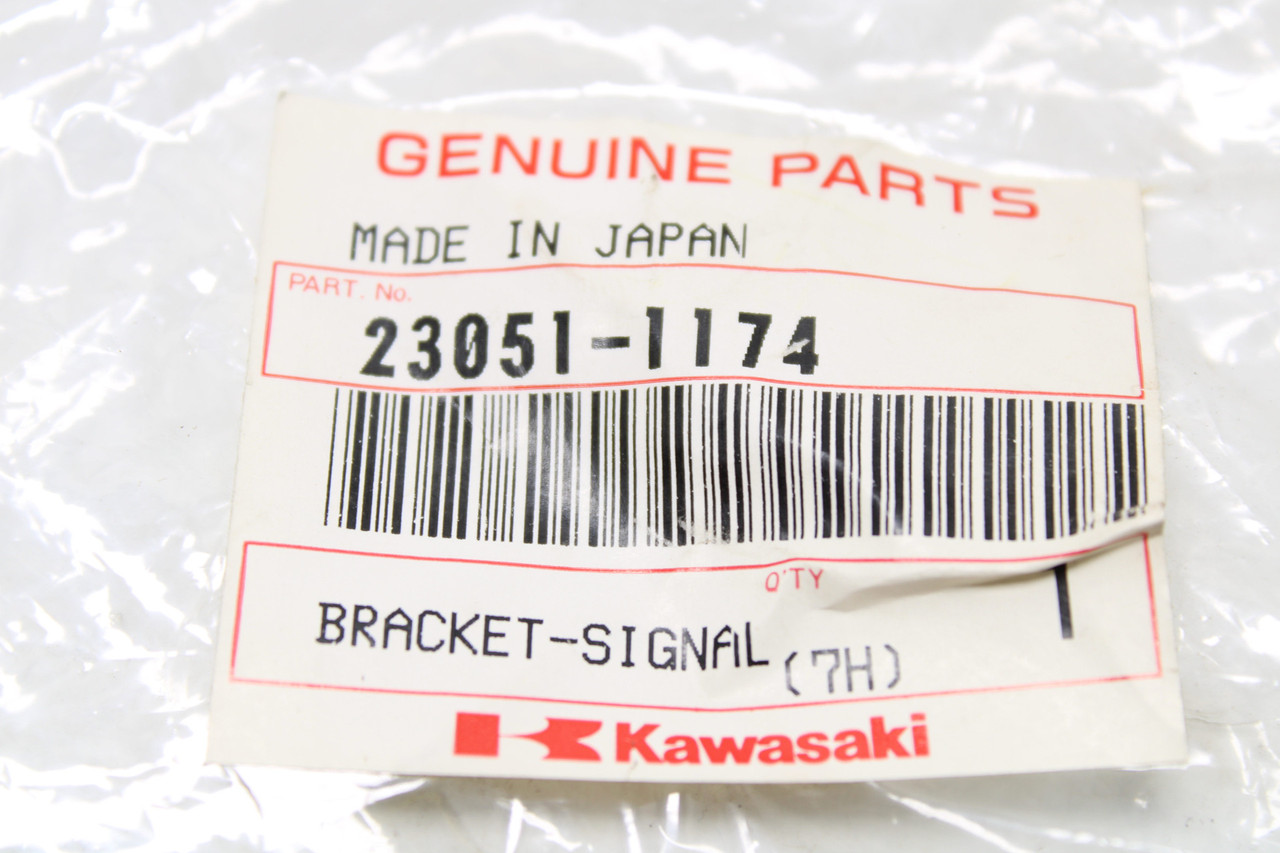 GENUINE PARTS
MADE IN JAPAN
PART. No.
23051-1174
Q'TY
1
BRACKET-SIGNAL (7H)
Kawasaki